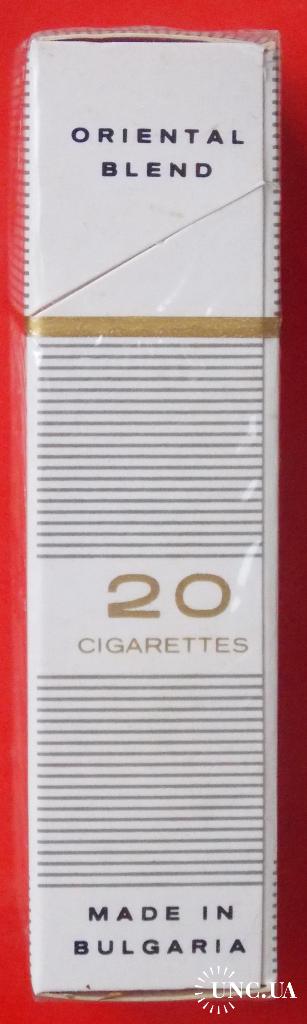 ORIENTAL
BLEND
20
CIGARETTES
MADE IN
BULGARIA
UNC.UA